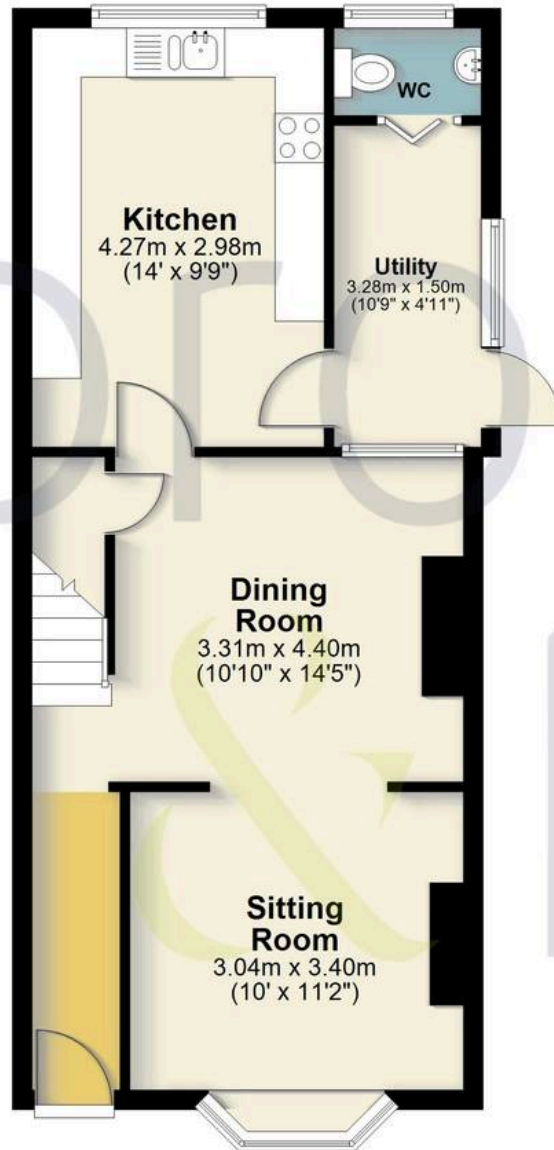 WC
Kitchen
4.27m x 2.98m
(14' x 9'9")
Utility
3.28m x 1.50m
(10'9" x 4'11")
Dining
Room
3.31m x 4.40m
(10'10" x 14'5")
&
Sitting
Room
3.04m x 3.40m
(10' x 11'2")